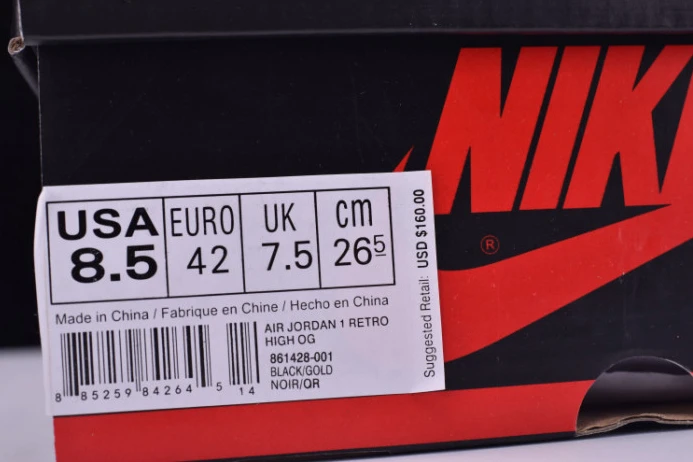 NIK
®
USA EURO UK cm
8.5 42 7.5 26 5
Made in China / Fabrique en Chine / Hecho en China
AIR JORDAN 1 RETRO
HIGH OG
861428-001
BLACK/GOLD
NOIR/QR
8 85259 84264 5 14
Suggested Retail: USD $160.00